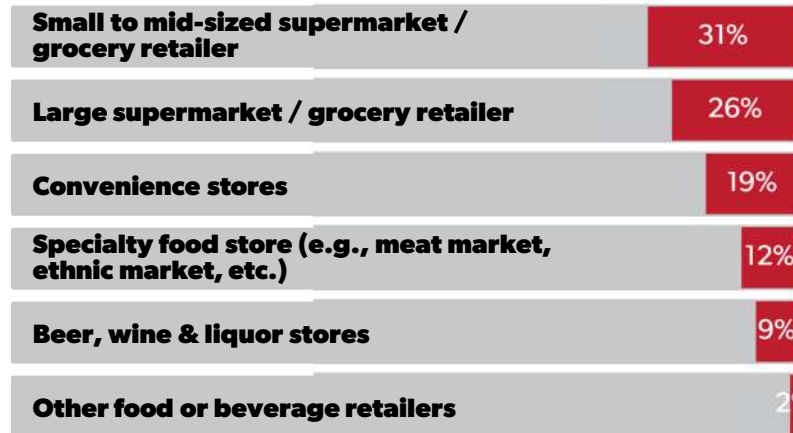 Small to mid-sized supermarket /
grocery retailer
31%
Large supermarket / grocery retailer
26%
Convenience stores
19%
Specialty food store (e.g., meat market,
ethnic market, etc.)
12%
Beer, wine & liquor stores
9%
Other food or beverage retailers
2